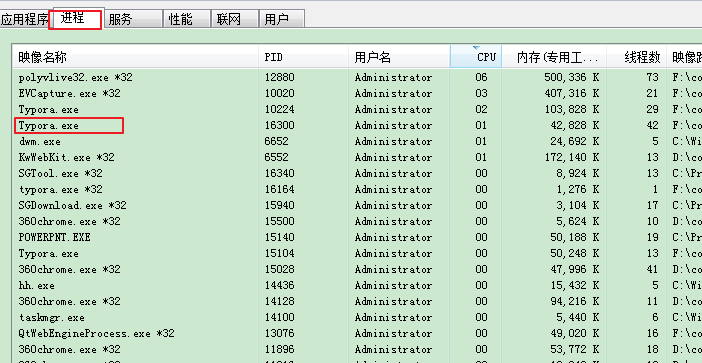 应用程序 进程 服务 性能 联网 用户
映像名称 PID 用户名 CPU 内存(专用工... 线程数 映像路
polyvlive32.exe *32 12880 Administrator 06 500,336 K 73 F:\co
EVCapture.exe *32 10020 Administrator 03 407,316 K 21 F:\co
Typora.exe 10224 Administrator 02 103,828 K 29 F:\co
Typora.exe 16300 Administrator 01 42,828 K 42 F:\co
dwm.exe 6652 Administrator 01 24,692 K 5 C:\Wi
KwWebKit.exe *32 6552 Administrator 01 172,140 K 13 D:\co
SGTool.exe *32 16340 Administrator 00 8,924 K 13 C:\Pr
typora.exe *32 16164 Administrator 00 1,276 K 1 F:\co
SGDownload.exe *32 15940 Administrator 00 3,104 K 17 C:\Pr
360chrome.exe *32 15500 Administrator 00 5,624 K 10 D:\co
POWERPNT.EXE 15140 Administrator 00 50,188 K 19 C:\Pr
Typora.exe 15104 Administrator 00 50,248 K 13 F:\co
360chrome.exe *32 15028 Administrator 00 47,996 K 41 D:\co
hh.exe 14436 Administrator 00 15,432 K 5 C:\Wi
360chrome.exe *32 14128 Administrator 00 94,216 K 11 D:\co
taskmgr.exe 14100 Administrator 00 5,440 K 6 C:\Wi
QtWebEngineProcess.exe *32 13076 Administrator 00 49,020 K 16 F:\co
360chrome.exe *32 11896 Administrator 00 53,772 K 18 D:\co